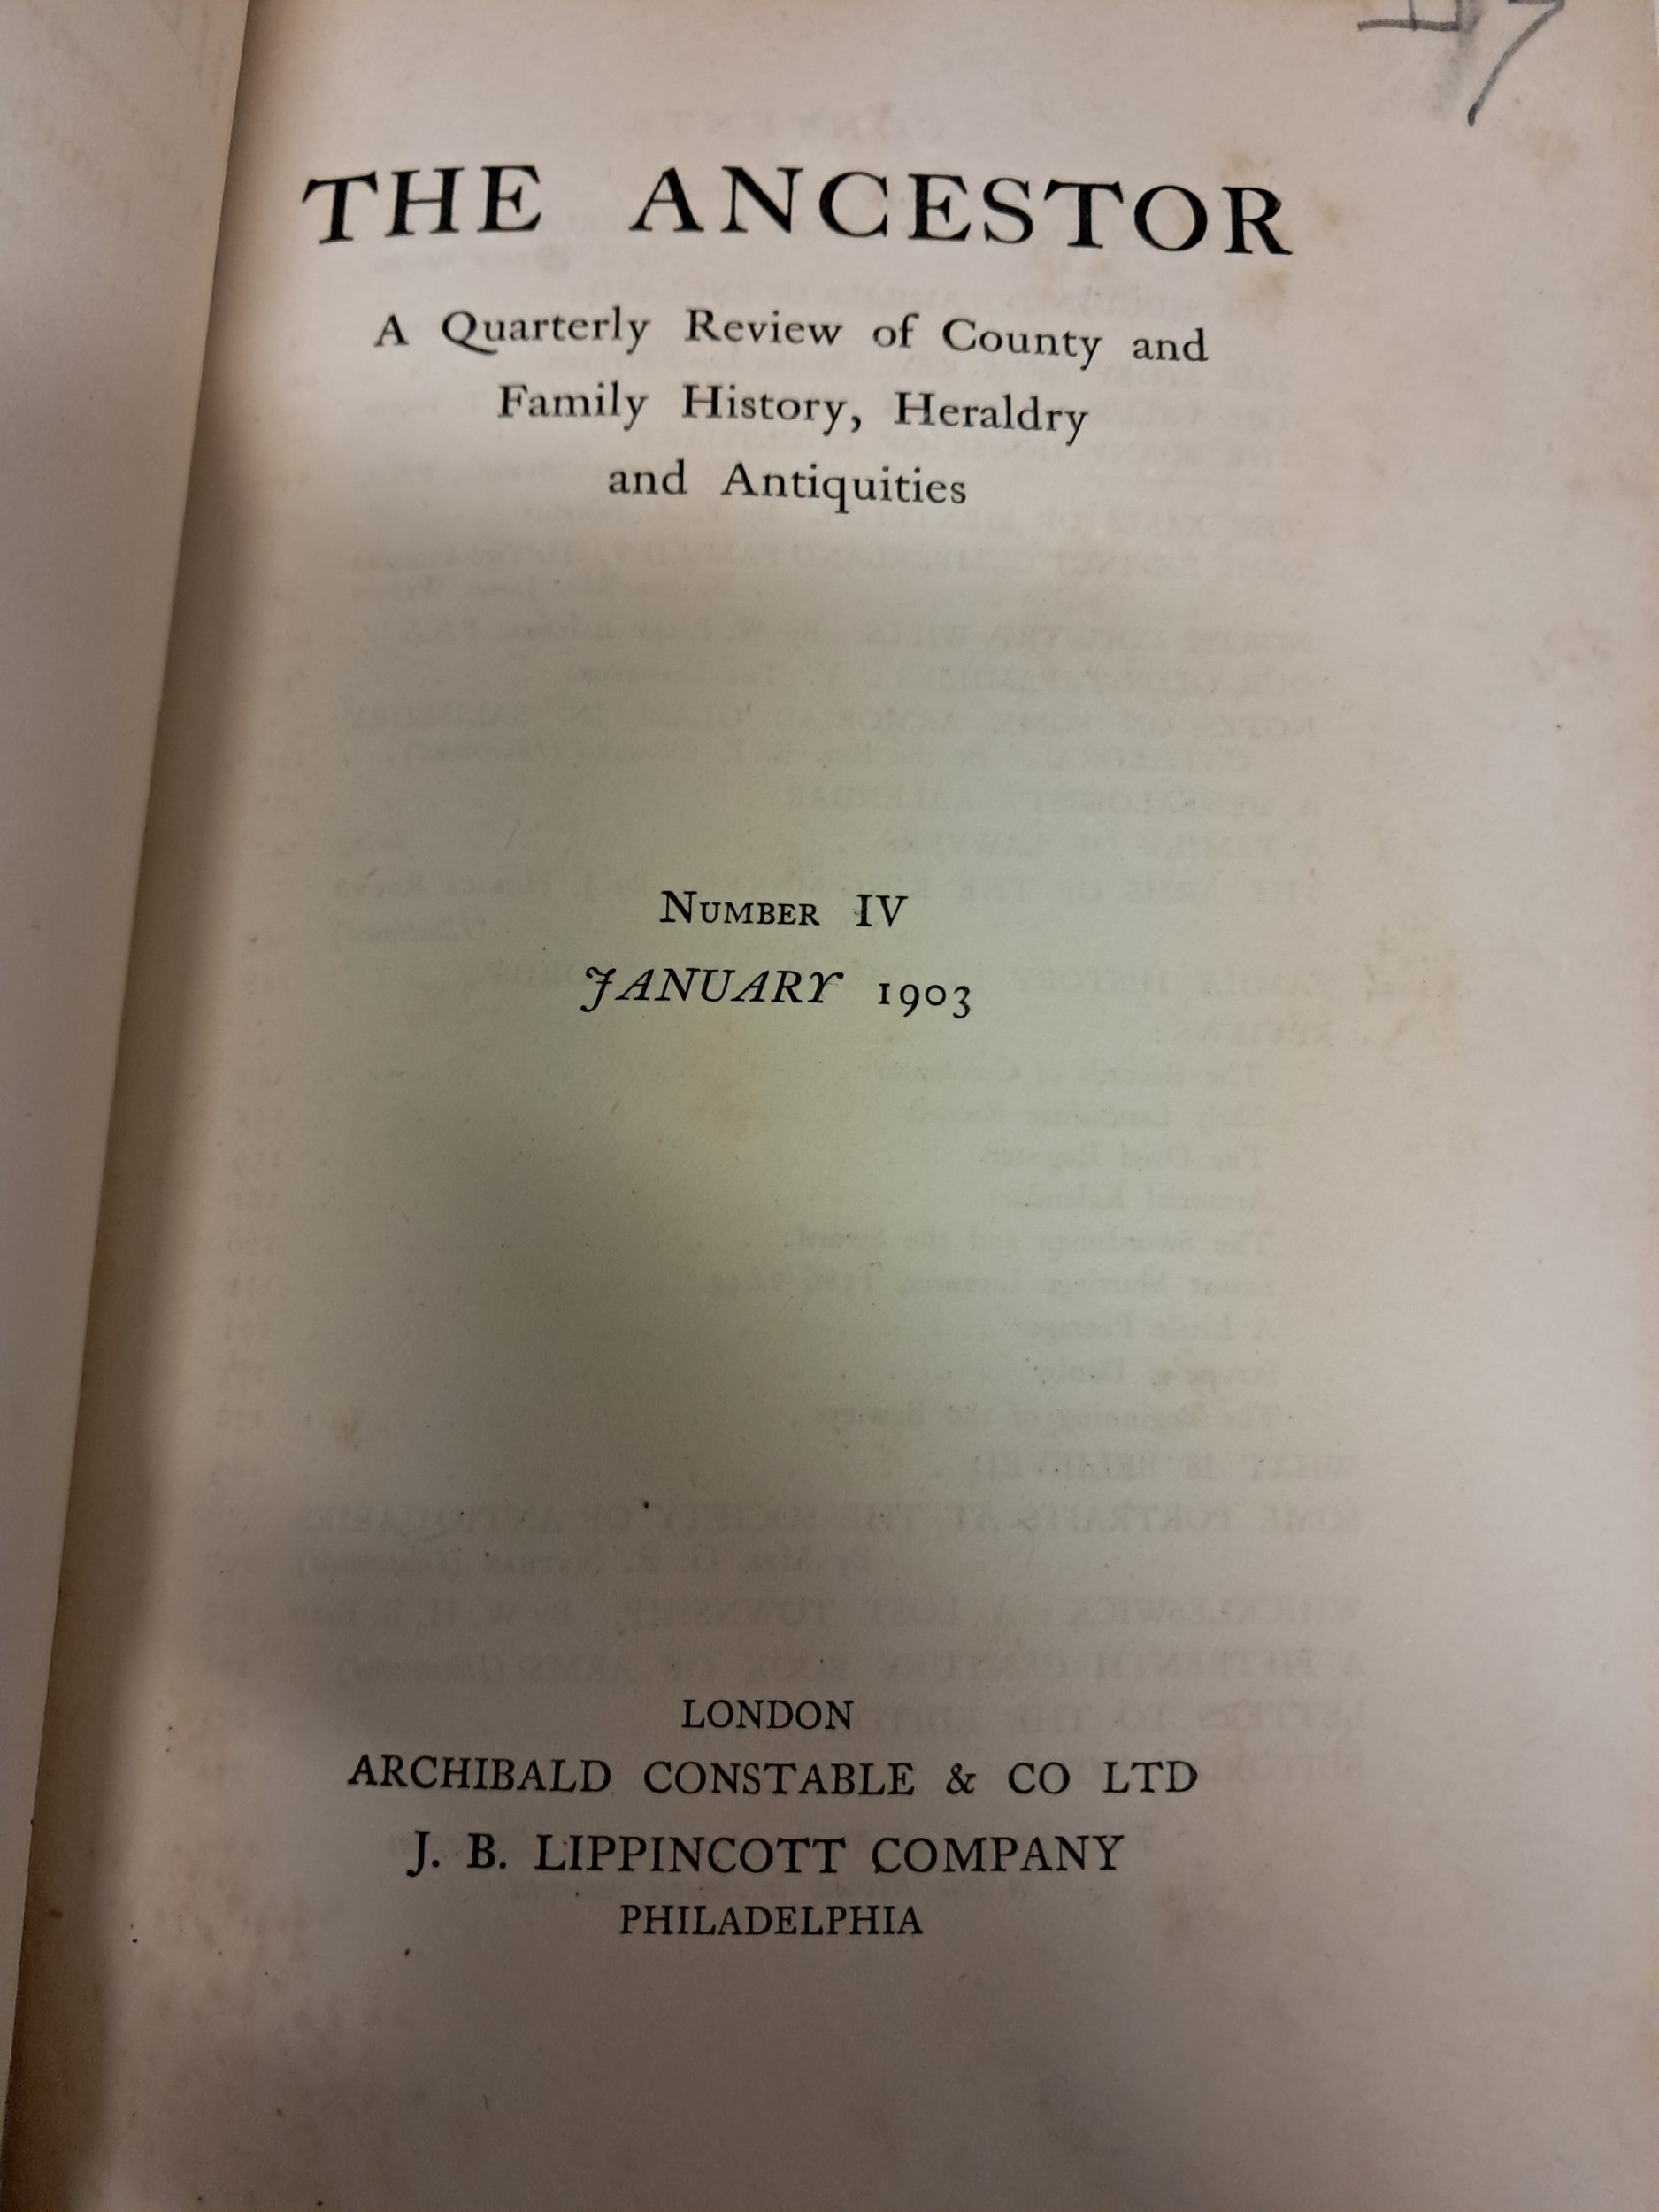 THE ANCESTOR
A Quarterly Review of County and
Family History, Heraldry
and Antiquities
NUMBER IV
JANUARY 1903
LONDON
ARCHIBALD CONSTABLE & CO LTD
J. B. LIPPINCOTT COMPANY
PHILADELPHIA